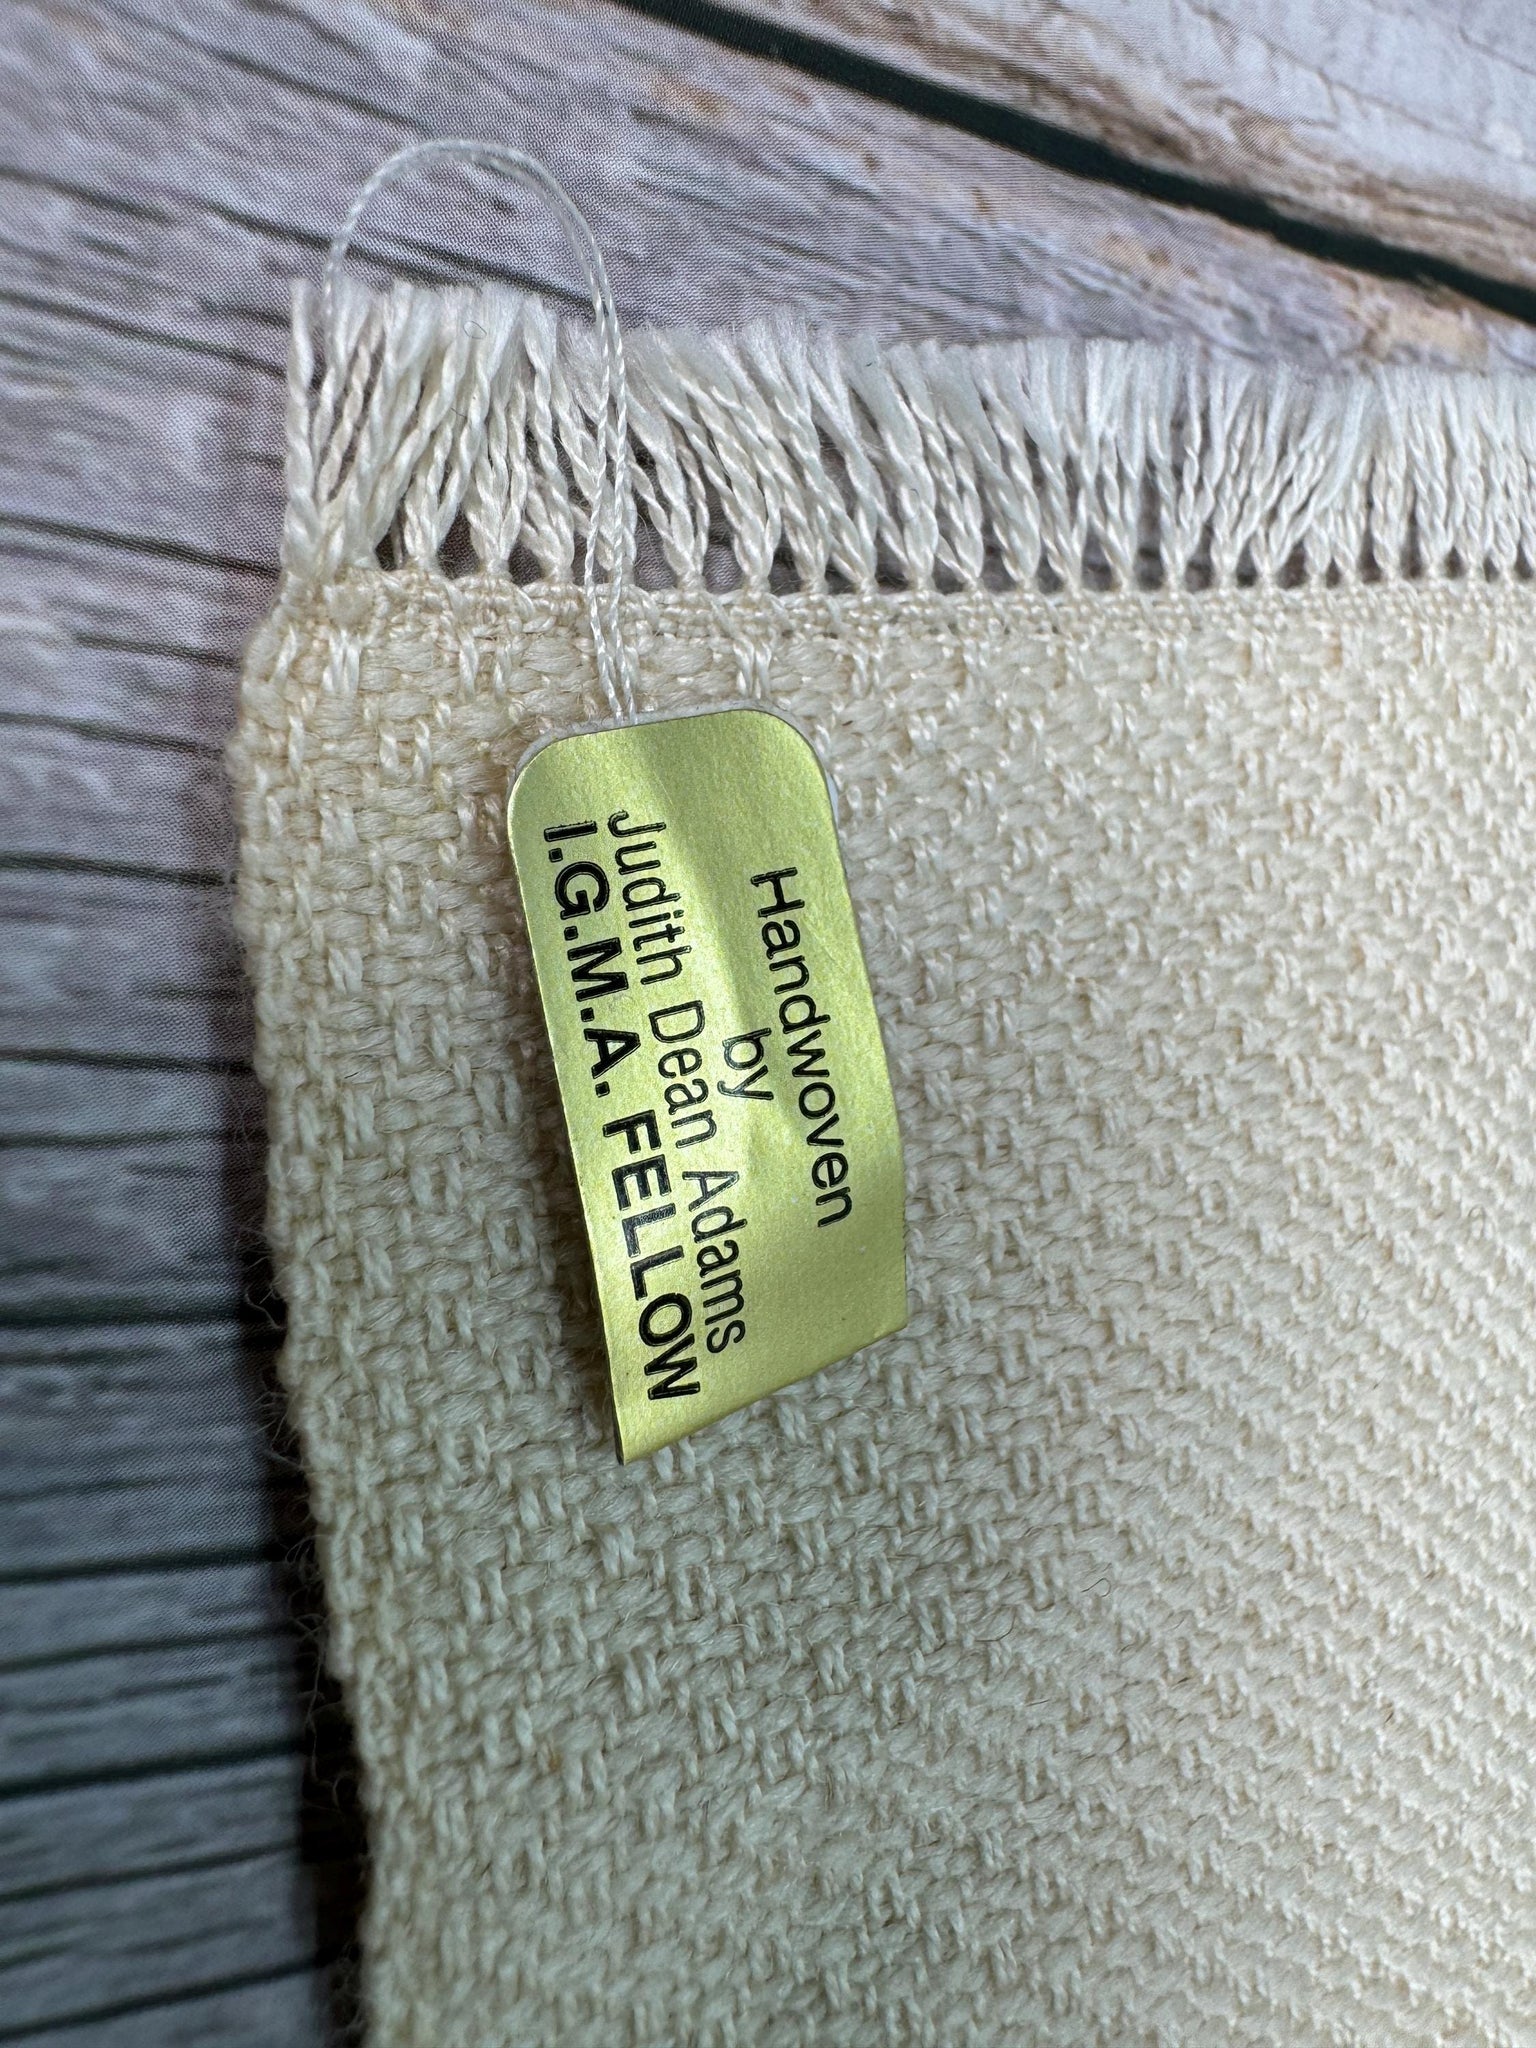 Handwoven
by
Judith Dean Adams
I.G.M.A. FELLOW